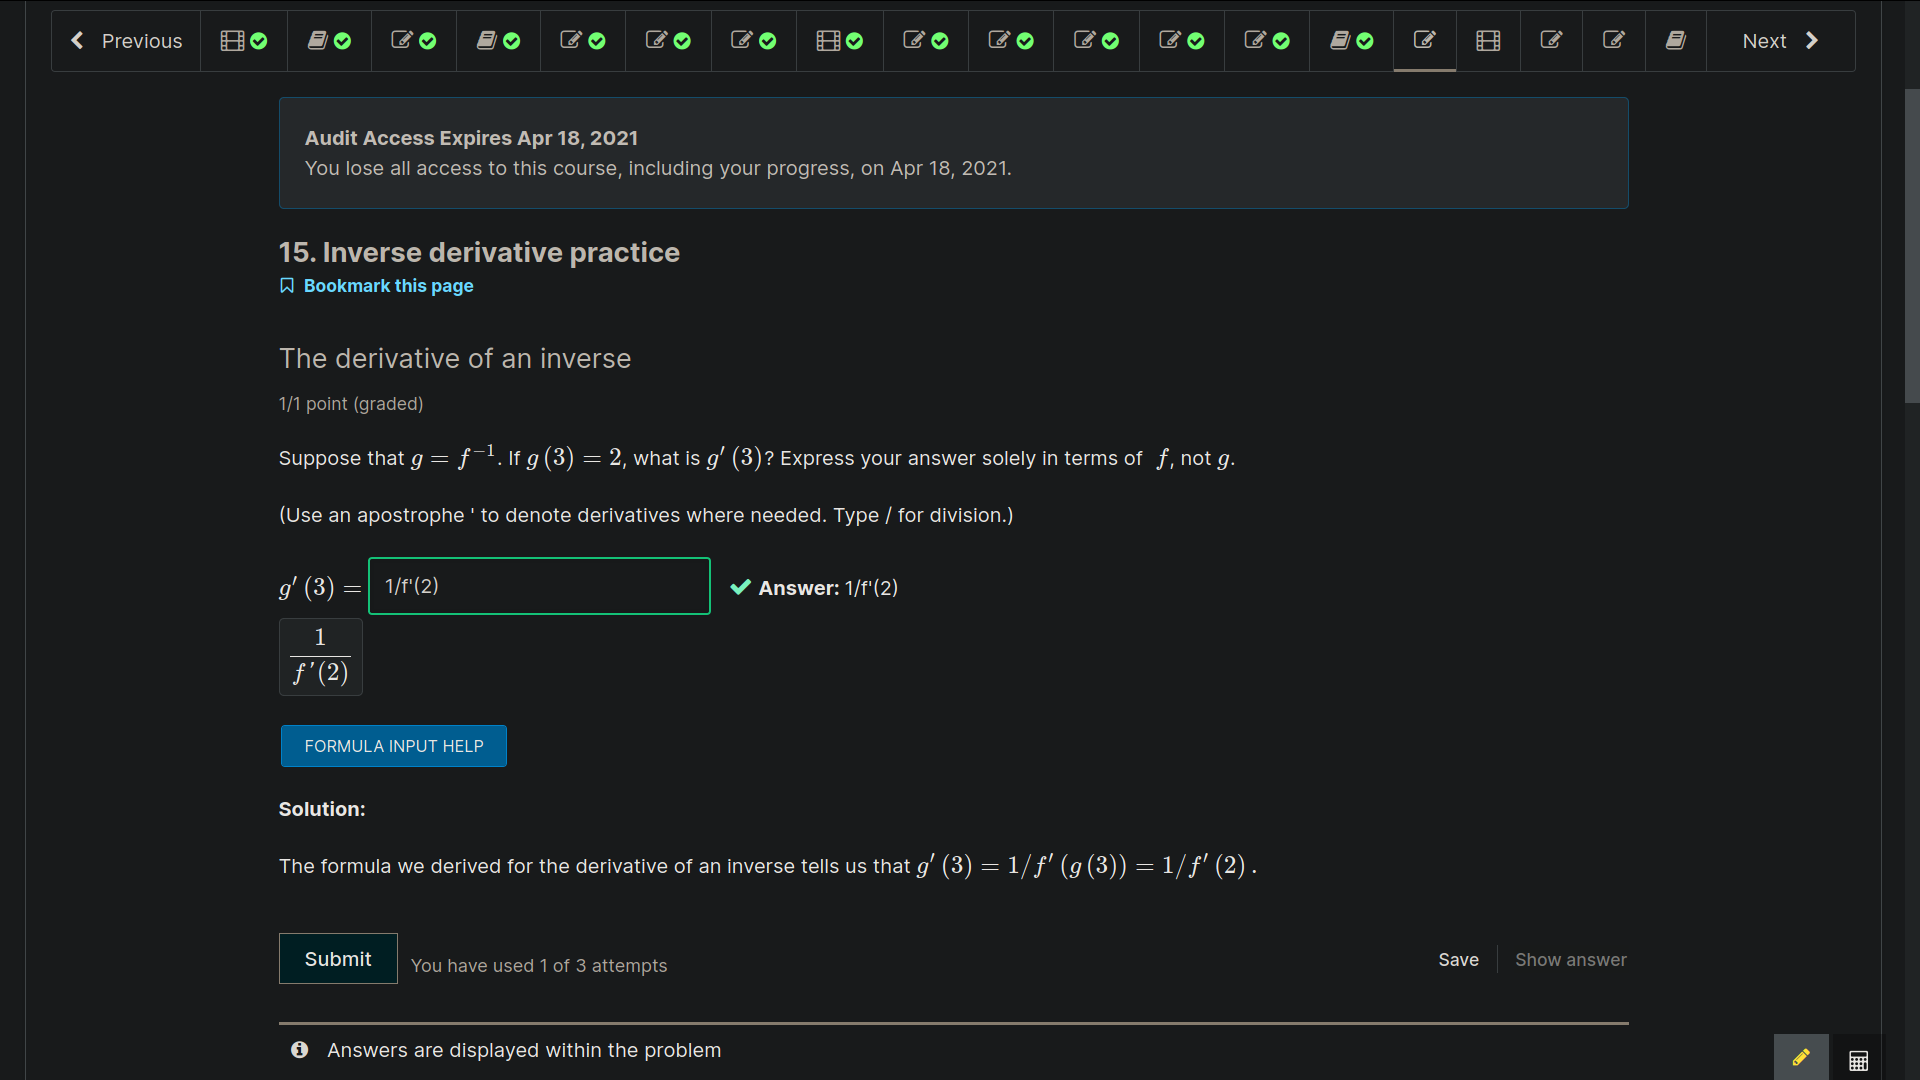 Previous
Next
Audit Access Expires Apr 18, 2021
You lose all access to this course, including your progress, on Apr 18, 2021.
15. Inverse derivative practice
Bookmark this page
The derivative of an inverse
1/1 point (graded)
Suppose that g = f⁻¹. If g(3) = 2, what is g′(3)? Express your answer solely in terms of f, not g.
(Use an apostrophe ' to denote derivatives where needed. Type / for division.)
g′(3) = 1/f'(2) Answer: 1/f'(2)
1
f′(2)
FORMULA INPUT HELP
Solution:
The formula we derived for the derivative of an inverse tells us that g′(3) = 1/f′(g(3)) = 1/f′(2).
Submit
You have used 1 of 3 attempts
Save
Show answer
Answers are displayed within the problem